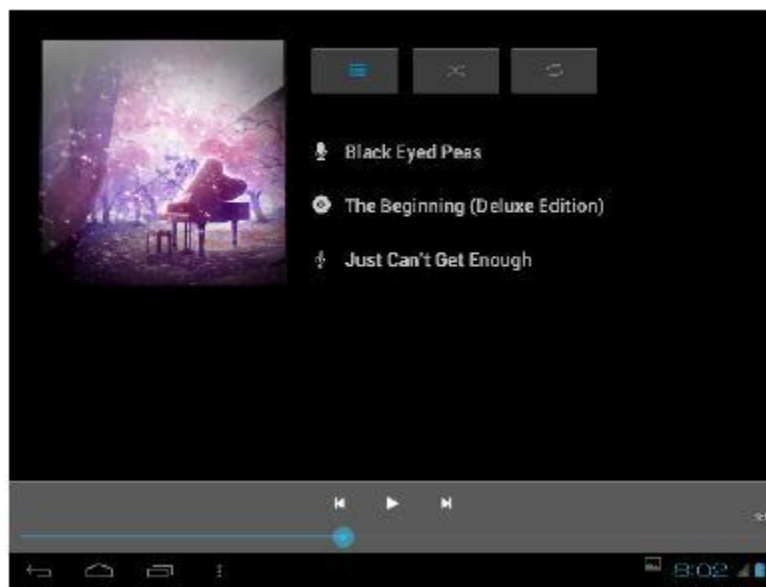 Black Eyed Peas
The Beginning (Deluxe Edition)
Just Can't Get Enough
8:02